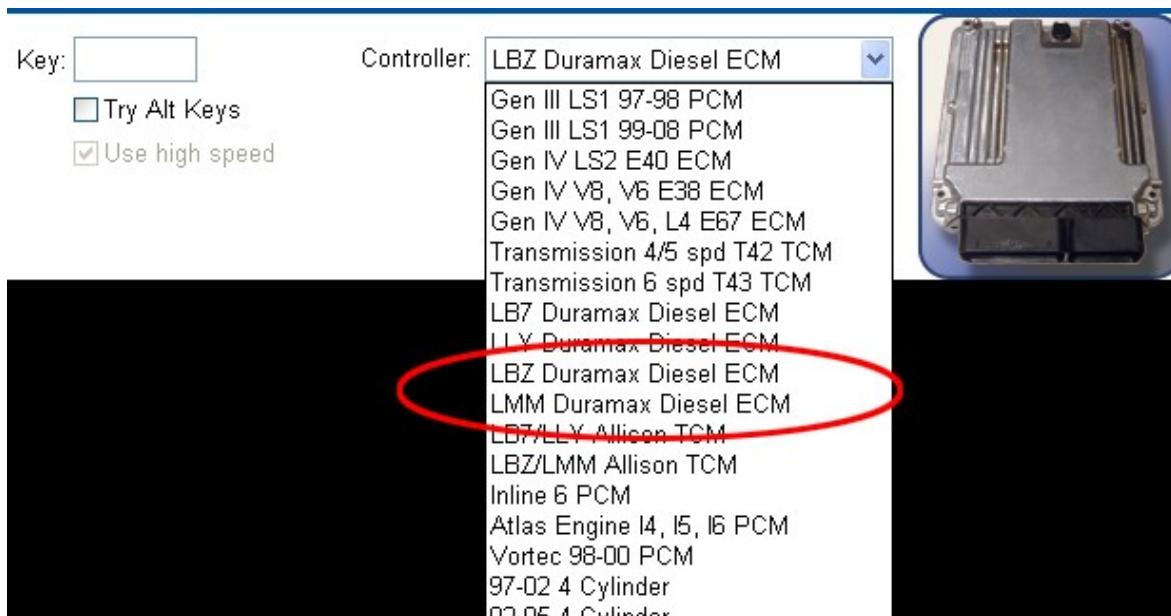 Key:
Try Alt Keys
Use high speed
Controller: LBZ Duramax Diesel ECM
Gen III LS1 97-98 PCM
Gen III LS1 99-08 PCM
Gen IV LS2 E40 ECM
Gen IV V8, V6 E38 ECM
Gen IV V8, V6, L4 E67 ECM
Transmission 4/5 spd T42 TCM
Transmission 6 spd T43 TCM
LB7 Duramax Diesel ECM
LLY Duramax Diesel ECM
LBZ Duramax Diesel ECM
LMM Duramax Diesel ECM
LB7/LLY Allison TCM
LBZ/LMM Allison TCM
Inline 6 PCM
Atlas Engine I4, I5, I6 PCM
Vortec 98-00 PCM
97-02 4 Cylinder
4 Cylinder